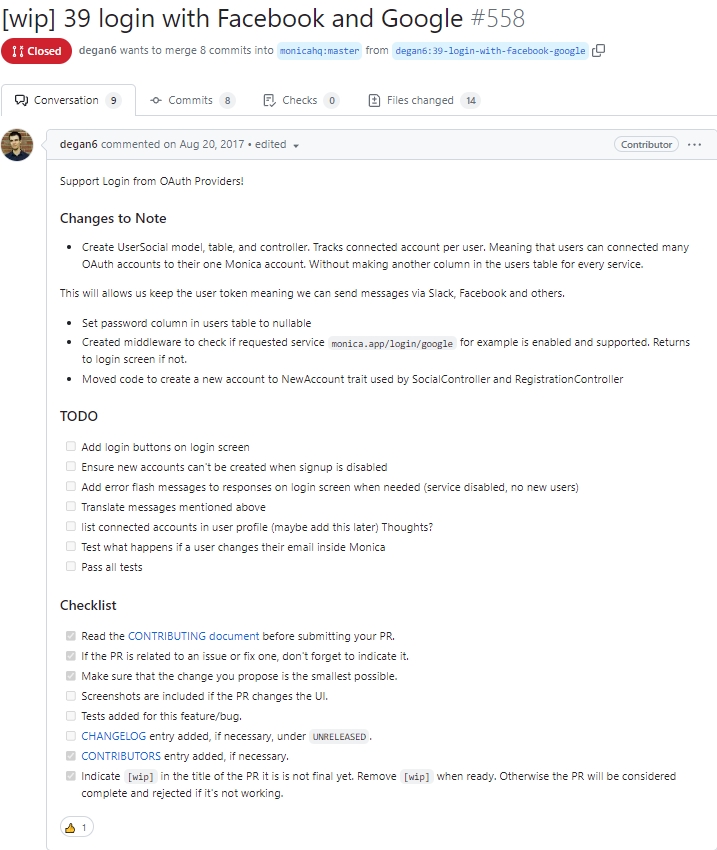 [wip] 39 login with Facebook and Google #558
Closed degan6 wants to merge 8 commits into monicahq:master from degan6:39-login-with-facebook-google
Conversation 9 Commits 8 Checks 0 Files changed 14
degan6 commented on Aug 20, 2017 • edited Contributor
Support Login from OAuth Providers!
Changes to Note
Create UserSocial model, table, and controller. Tracks connected account per user. Meaning that users can connected many
OAuth accounts to their one Monica account. Without making another column in the users table for every service.
This will allows us keep the user token meaning we can send messages via Slack, Facebook and others.
Set password column in users table to nullable
Created middleware to check if requested service monica.app/login/google for example is enabled and supported. Returns
to login screen if not.
Moved code to create a new account to NewAccount trait used by SocialController and RegistrationController
TODO
Add login buttons on login screen
Ensure new accounts can't be created when signup is disabled
Add error flash messages to responses on login screen when needed (service disabled, no new users)
Translate messages mentioned above
list connected accounts in user profile (maybe add this later) Thoughts?
Test what happens if a user changes their email inside Monica
Pass all tests
Checklist
Read the CONTRIBUTING document before submitting your PR.
If the PR is related to an issue or fix one, don't forget to indicate it.
Make sure that the change you propose is the smallest possible.
Screenshots are included if the PR changes the UI.
Tests added for this feature/bug.
CHANGELOG entry added, if necessary, under UNRELEASED.
CONTRIBUTORS entry added, if necessary.
Indicate [wip] in the title of the PR it is is not final yet. Remove [wip] when ready. Otherwise the PR will be considered
complete and rejected if it's not working.
👍 1